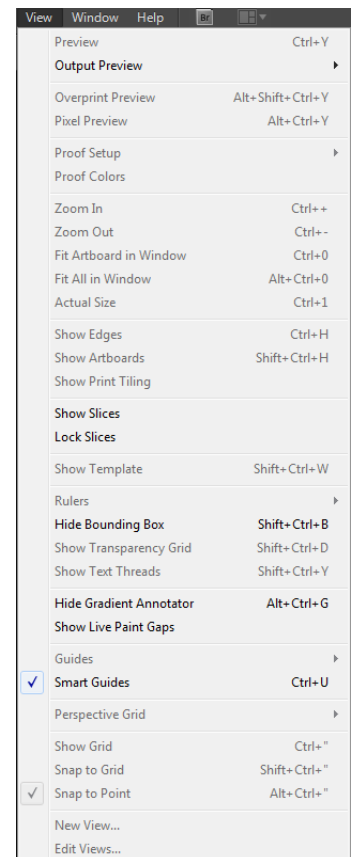 View Window Help Br
Preview Ctrl+Y
Output Preview
Overprint Preview Alt+Shift+Ctrl+Y
Pixel Preview Alt+Ctrl+Y
Proof Setup
Proof Colors
Zoom In Ctrl++
Zoom Out Ctrl+-
Fit Artboard in Window Ctrl+0
Fit All in Window Alt+Ctrl+0
Actual Size Ctrl+1
Show Edges Ctrl+H
Show Artboards Shift+Ctrl+H
Show Print Tiling
Show Slices
Lock Slices
Show Template Shift+Ctrl+W
Rulers
Hide Bounding Box Shift+Ctrl+B
Show Transparency Grid Shift+Ctrl+D
Show Text Threads Shift+Ctrl+Y
Hide Gradient Annotator Alt+Ctrl+G
Show Live Paint Gaps
Guides
Smart Guides Ctrl+U
Perspective Grid
Show Grid Ctrl+"
Snap to Grid Shift+Ctrl+"
Snap to Point Alt+Ctrl+"
New View...
Edit Views...